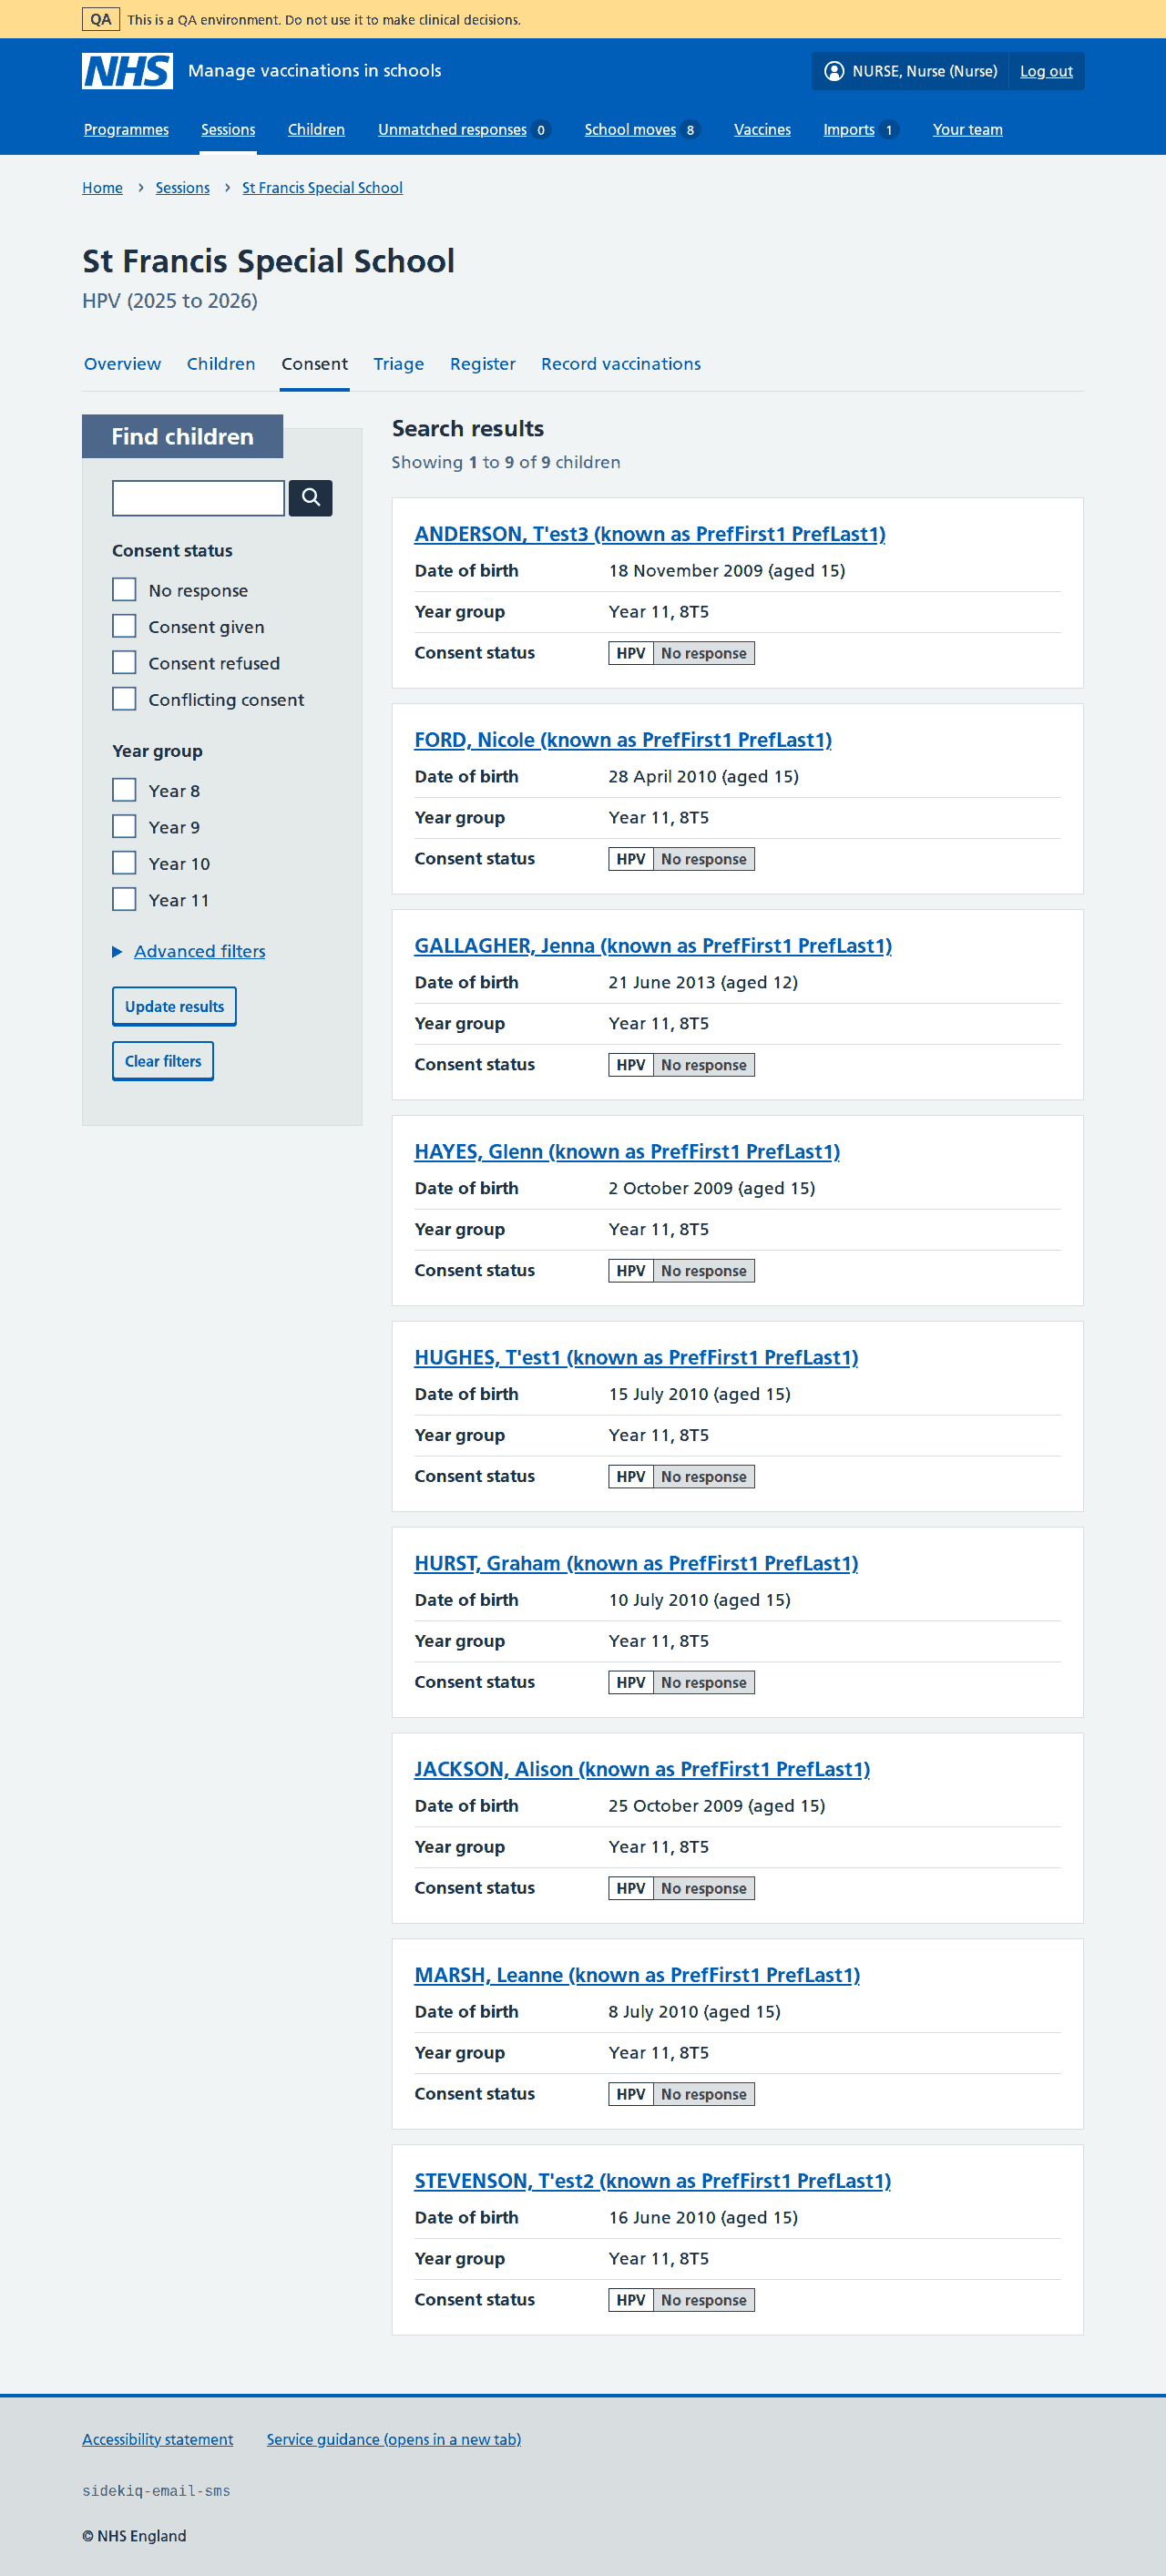 QA This is a QA environment. Do not use it to make clinical decisions.
NHS Manage vaccinations in schools NURSE, Nurse (Nurse) Log out
Programmes Sessions Children Unmatched responses 0 School moves 8 Vaccines Imports 1 Your team
Home › Sessions › St Francis Special School
St Francis Special School
HPV (2025 to 2026)
Overview Children Consent Triage Register Record vaccinations
Find children
Consent status
No response
Consent given
Consent refused
Conflicting consent
Year group
Year 8
Year 9
Year 10
Year 11
Advanced filters
Update results
Clear filters
Search results
Showing 1 to 9 of 9 children
ANDERSON, T'est3 (known as PrefFirst1 PrefLast1)
Date of birth 18 November 2009 (aged 15)
Year group Year 11, 8T5
Consent status HPV No response
FORD, Nicole (known as PrefFirst1 PrefLast1)
Date of birth 28 April 2010 (aged 15)
Year group Year 11, 8T5
Consent status HPV No response
GALLAGHER, Jenna (known as PrefFirst1 PrefLast1)
Date of birth 21 June 2013 (aged 12)
Year group Year 11, 8T5
Consent status HPV No response
HAYES, Glenn (known as PrefFirst1 PrefLast1)
Date of birth 2 October 2009 (aged 15)
Year group Year 11, 8T5
Consent status HPV No response
HUGHES, T'est1 (known as PrefFirst1 PrefLast1)
Date of birth 15 July 2010 (aged 15)
Year group Year 11, 8T5
Consent status HPV No response
HURST, Graham (known as PrefFirst1 PrefLast1)
Date of birth 10 July 2010 (aged 15)
Year group Year 11, 8T5
Consent status HPV No response
JACKSON, Alison (known as PrefFirst1 PrefLast1)
Date of birth 25 October 2009 (aged 15)
Year group Year 11, 8T5
Consent status HPV No response
MARSH, Leanne (known as PrefFirst1 PrefLast1)
Date of birth 8 July 2010 (aged 15)
Year group Year 11, 8T5
Consent status HPV No response
STEVENSON, T'est2 (known as PrefFirst1 PrefLast1)
Date of birth 16 June 2010 (aged 15)
Year group Year 11, 8T5
Consent status HPV No response
Accessibility statement Service guidance (opens in a new tab)
sidekiq-email-sms
© NHS England